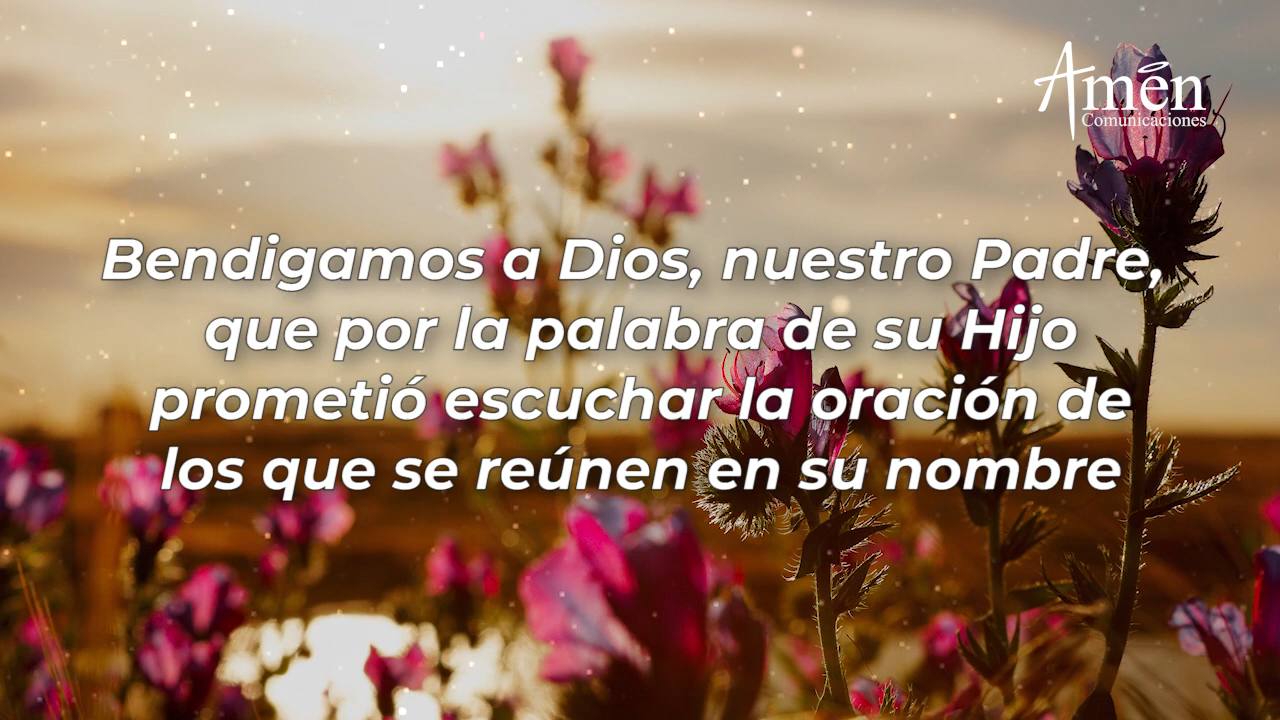 Amén
Comunicaciones
Bendigamos a Dios, nuestro Padre,
que por la palabra de su Hijo
prometió escuchar la oración de
los que se reúnen en su nombre